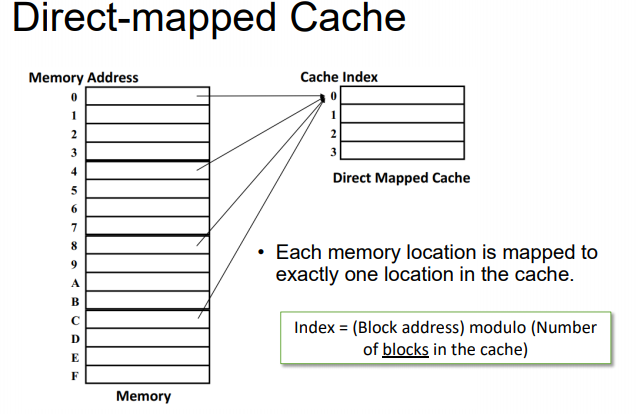 Direct-mapped Cache
Memory Address
0
1
2
3
4
5
6
7
8
9
A
B
C
D
E
F
Memory
Cache Index
0
1
2
3
Direct Mapped Cache
• Each memory location is mapped to
exactly one location in the cache.
Index = (Block address) modulo (Number
of blocks in the cache)